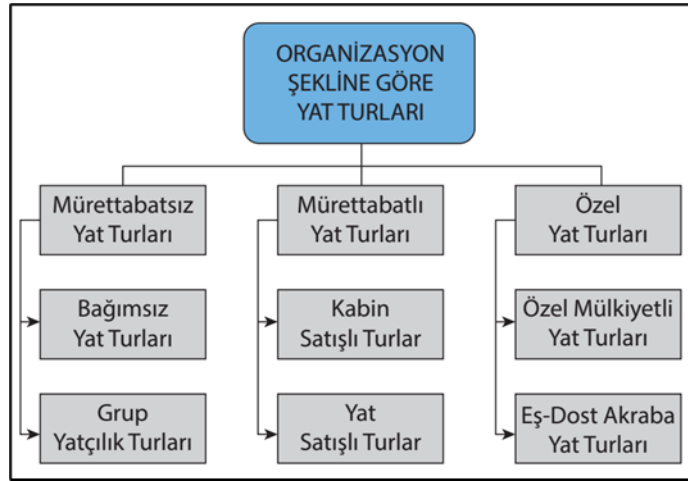 ORGANİZASYON
ŞEKLİNE GÖRE
YAT TURLARI
Mürettabatsız
Yat Turları
Mürettabatlı
Yat Turları
Özel
Yat Turları
Bağımsız
Yat Turları
Kabin
Satışlı Turlar
Özel Mülkiyetli
Yat Turları
Grup
Yatçılık Turları
Yat
Satışlı Turlar
Eş-Dost Akraba
Yat Turları